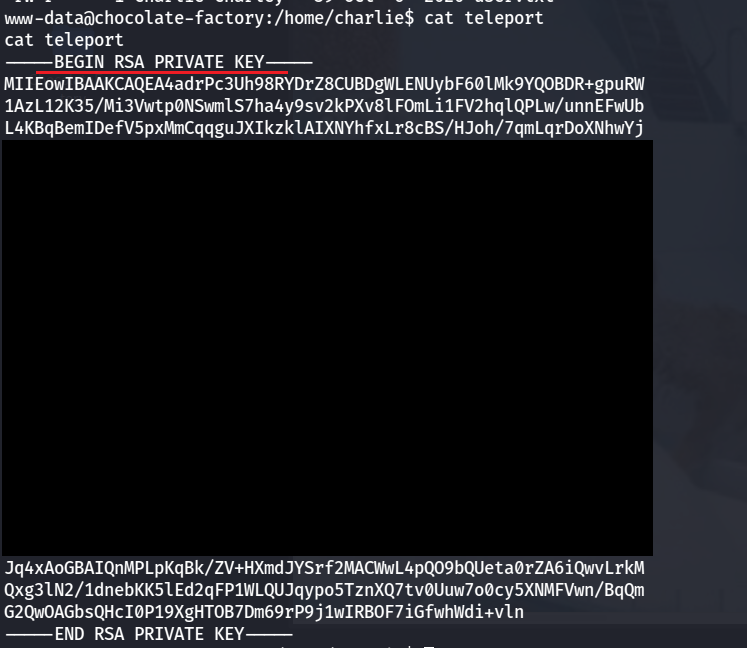 www-data@chocolate-factory:/home/charlie$ cat teleport
cat teleport
-----BEGIN RSA PRIVATE KEY-----
MIIEowIBAAKCAQEA4adrPc3Uh98RYDrZ8CUBDgWLENUybF60lMk9YQOBDR+gpuRW
1AzL12K35/Mi3Vwtp0NSwmlS7ha4y9sv2kPXv8lFOmLi1FV2hqlQPLw/unnEFwUb
L4KBqBemIDefV5pxMmCqqguJXIkzklAIXNYhfxLr8cBS/HJoh/7qmLqrDoXNhwYj
Jq4xAoGBAIQnMPLpKqBk/ZV+HXmdJYSrf2MACWwL4pQO9bQUeta0rZA6iQwvLrkM
Qxg3lN2/1dnebKK5lEd2qFP1WLQUJqypo5TznXQ7tv0Uuw7o0cy5XNMFVwn/BqQm
G2QwOAGbsQHcI0P19XgHTOB7Dm69rP9j1wIRBOF7iGfwhWdi+vln
-----END RSA PRIVATE KEY-----